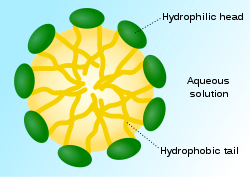 Hydrophilic head
Aqueous
solution
Hydrophobic tail